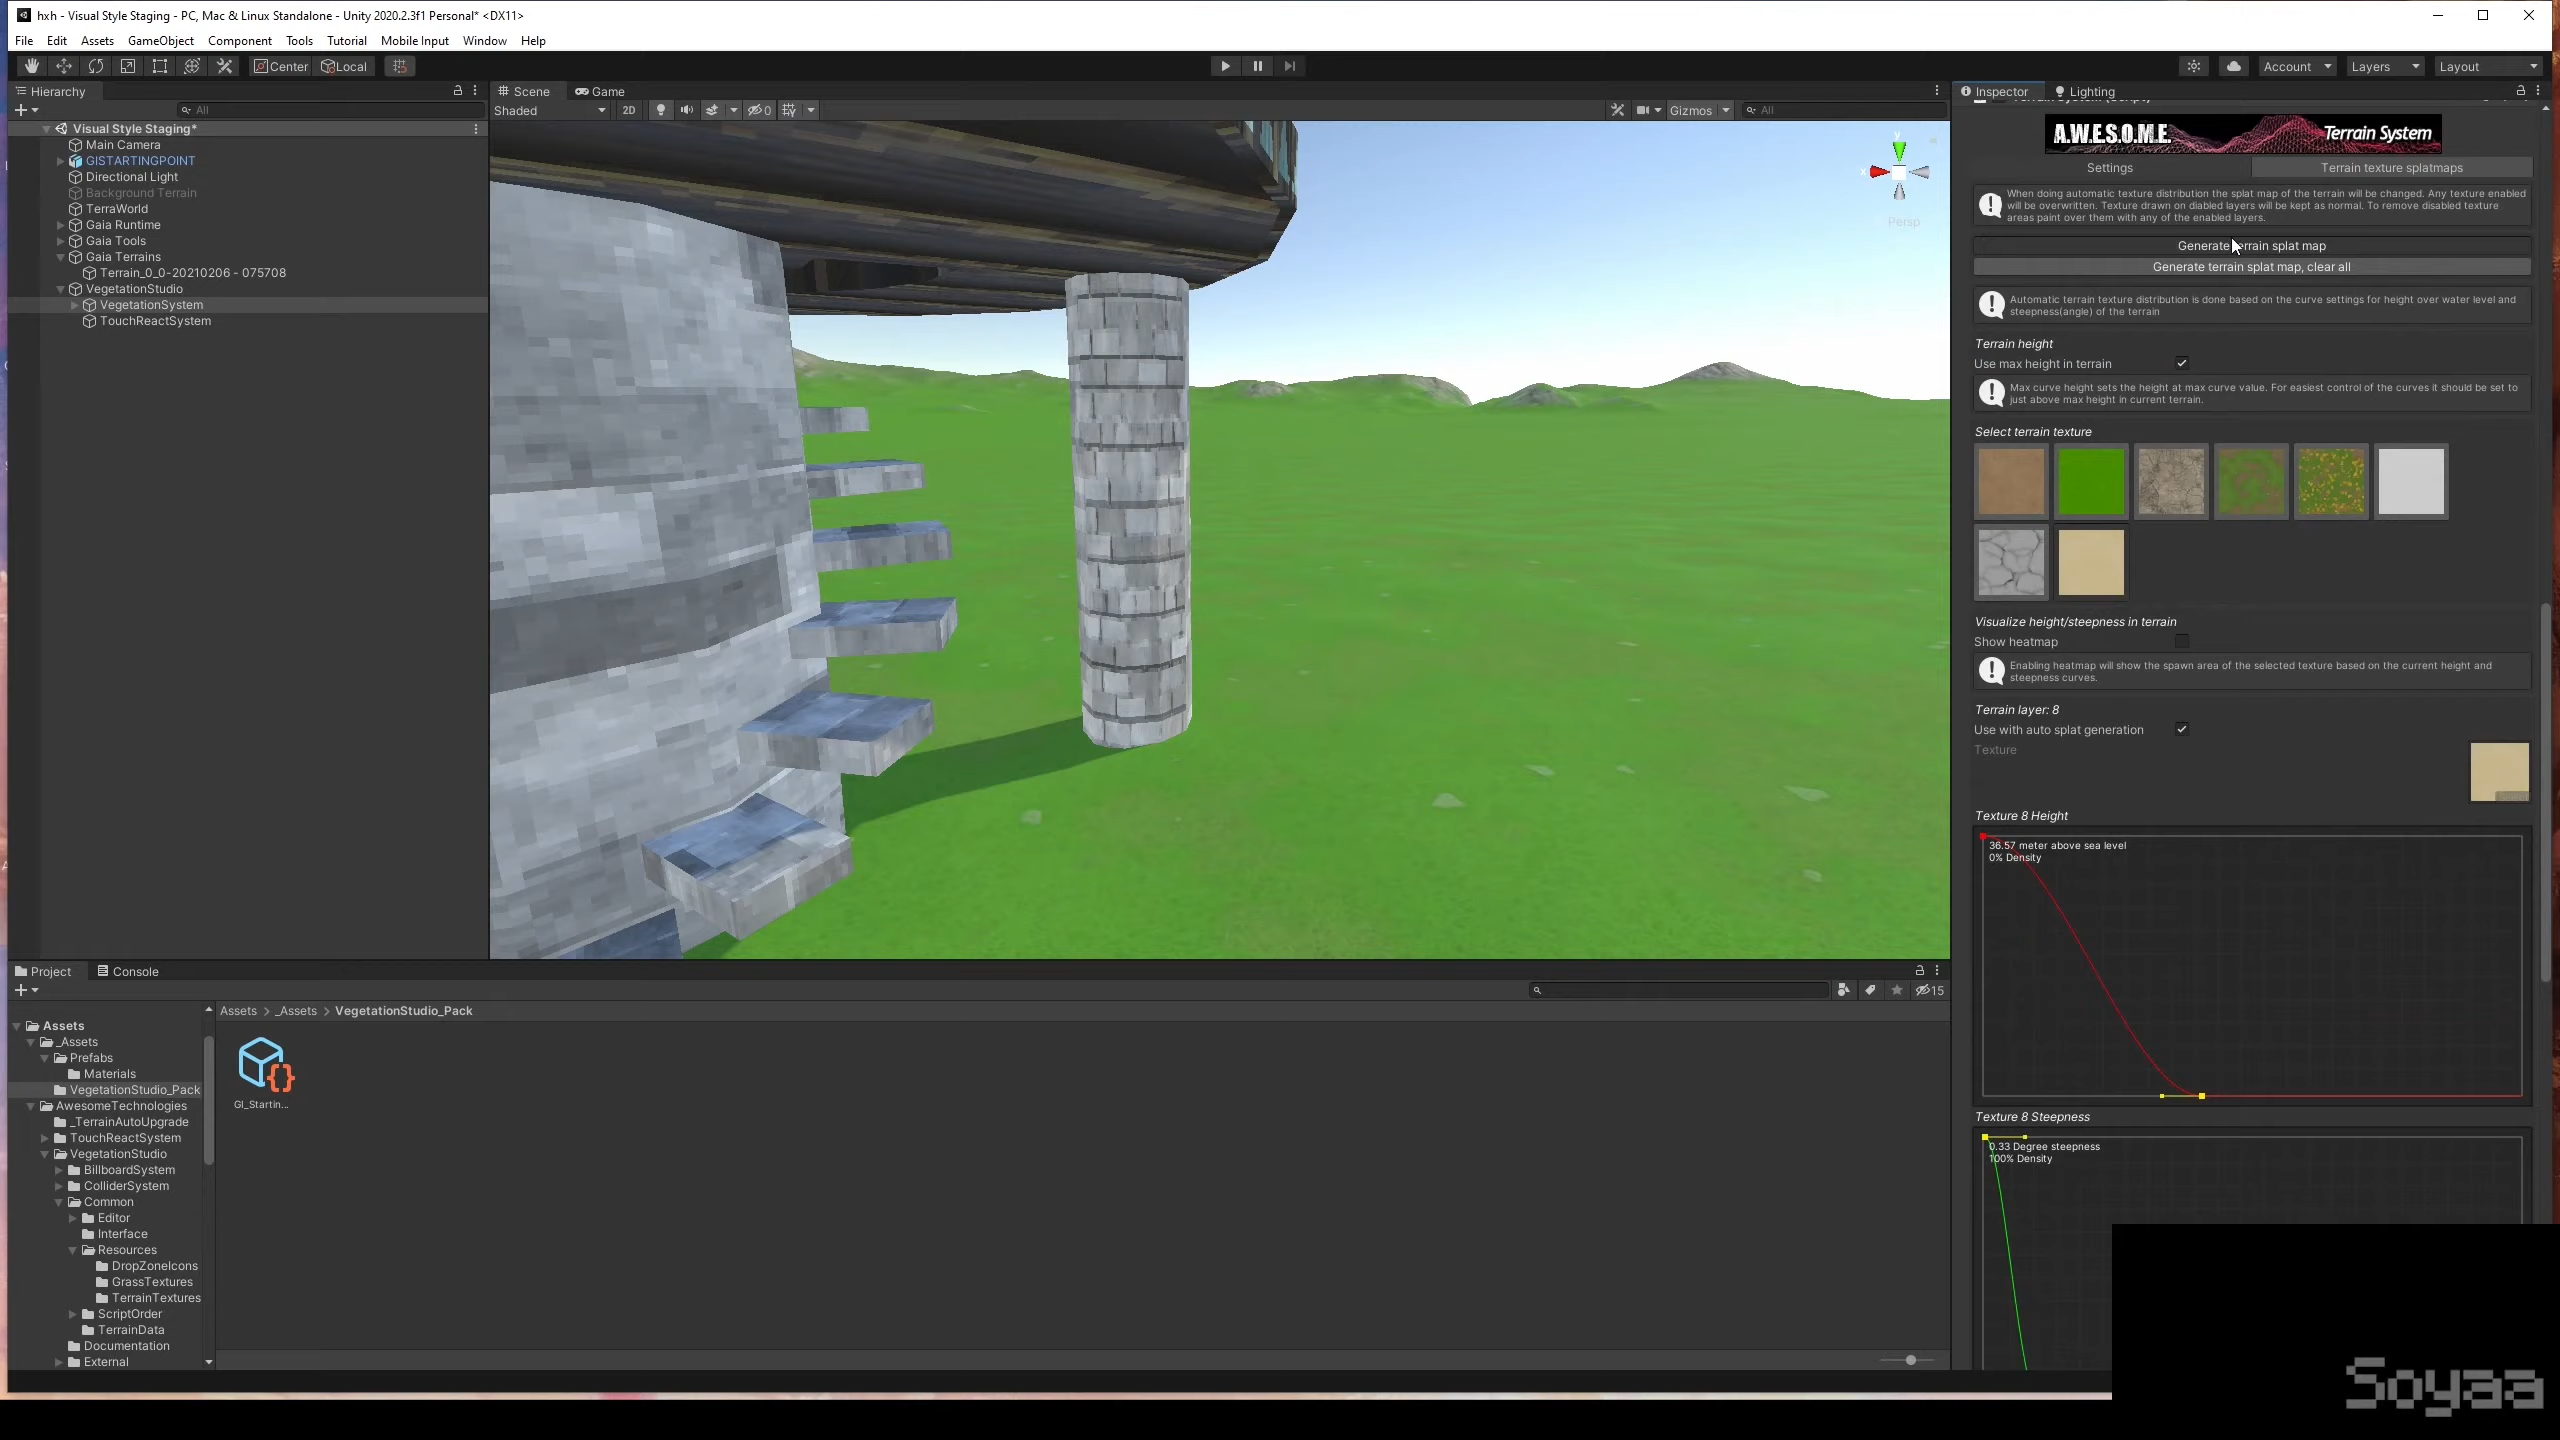 hxh - Visual Style Staging - PC, Mac & Linux Standalone - Unity 2020.2.3f1 Personal* <DX11>
File Edit Assets GameObject Component Tools Tutorial Mobile Input Window Help
Center Local
Account Layers Layout
Hierarchy
All
Visual Style Staging*
Main Camera
GISTARTINGPOINT
Directional Light
Background Terrain
TerraWorld
Gaia Runtime
Gaia Tools
Gaia Terrains
Terrain_0_0-20210206 - 075708
VegetationStudio
VegetationSystem
TouchReactSystem
Scene Game
Shaded 2D 0 Gizmos All
y
x
Persp
Inspector Lighting
A.W.E.S.O.M.E. Terrain System
Settings Terrain texture splatmaps
When doing automatic texture distribution the splat map of the terrain will be changed. Any texture enabled
will be overwritten. Texture drawn on diabled layers will be kept as normal. To remove disabled texture
areas paint over them with any of the enabled layers.
Generate terrain splat map
Generate terrain splat map, clear all
Automatic terrain texture distribution is done based on the curve settings for height over water level and
steepness(angle) of the terrain
Terrain height
Use max height in terrain
Max curve height sets the height at max curve value. For easiest control of the curves it should be set to
just above max height in current terrain.
Select terrain texture
Visualize height/steepness in terrain
Show heatmap
Enabling heatmap will show the spawn area of the selected texture based on the current height and
steepness curves.
Terrain layer: 8
Use with auto splat generation
Texture
Texture 8 Height
36.57 meter above sea level
0% Density
Texture 8 Steepness
0.33 Degree steepness
100% Density
Project Console
15
Assets
_Assets
Prefabs
Materials
VegetationStudio_Pack
AwesomeTechnologies
_TerrainAutoUpgrade
TouchReactSystem
VegetationStudio
BillboardSystem
ColliderSystem
Common
Editor
Interface
Resources
DropZoneIcons
GrassTextures
TerrainTextures
ScriptOrder
TerrainData
Documentation
External
Assets > _Assets > VegetationStudio_Pack
GI_Startin...
Soyaa